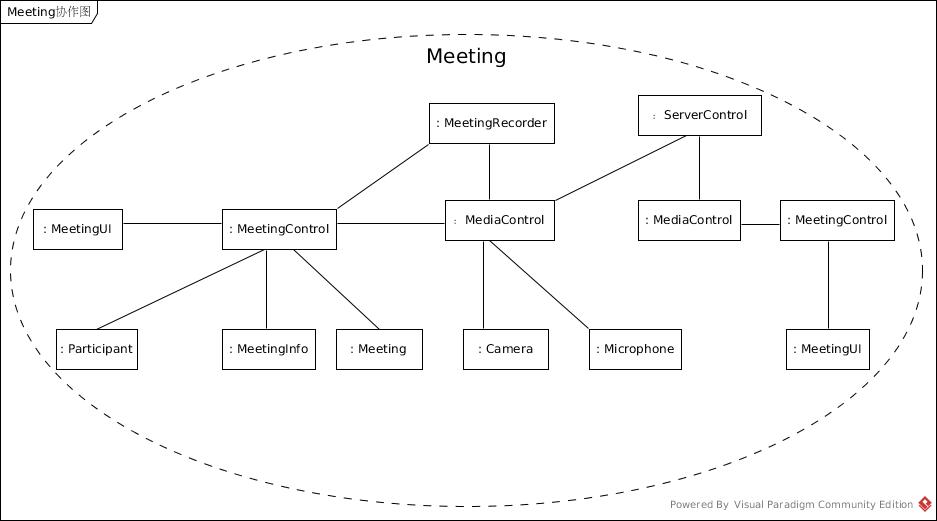 Meeting协作图
Meeting
: MeetingRecorder
: ServerControl
: MeetingUI
: MeetingControl
: MediaControl
: MediaControl
: MeetingControl
: Participant
: MeetingInfo
: Meeting
: Camera
: Microphone
: MeetingUI
Powered By Visual Paradigm Community Edition